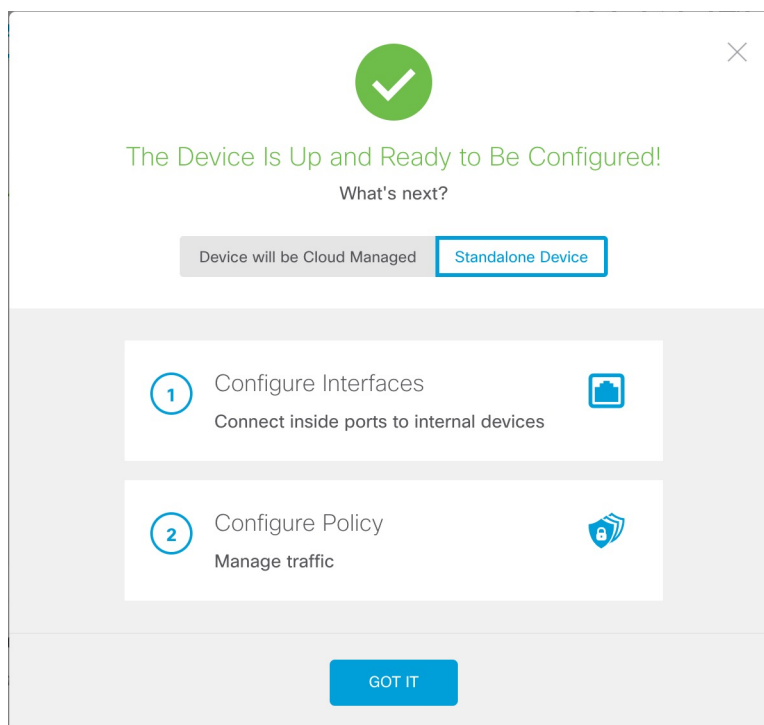 The Device Is Up and Ready to Be Configured!
What's next?
Device will be Cloud Managed
Standalone Device
1
Configure Interfaces
Connect inside ports to internal devices
2
Configure Policy
Manage traffic
GOT IT